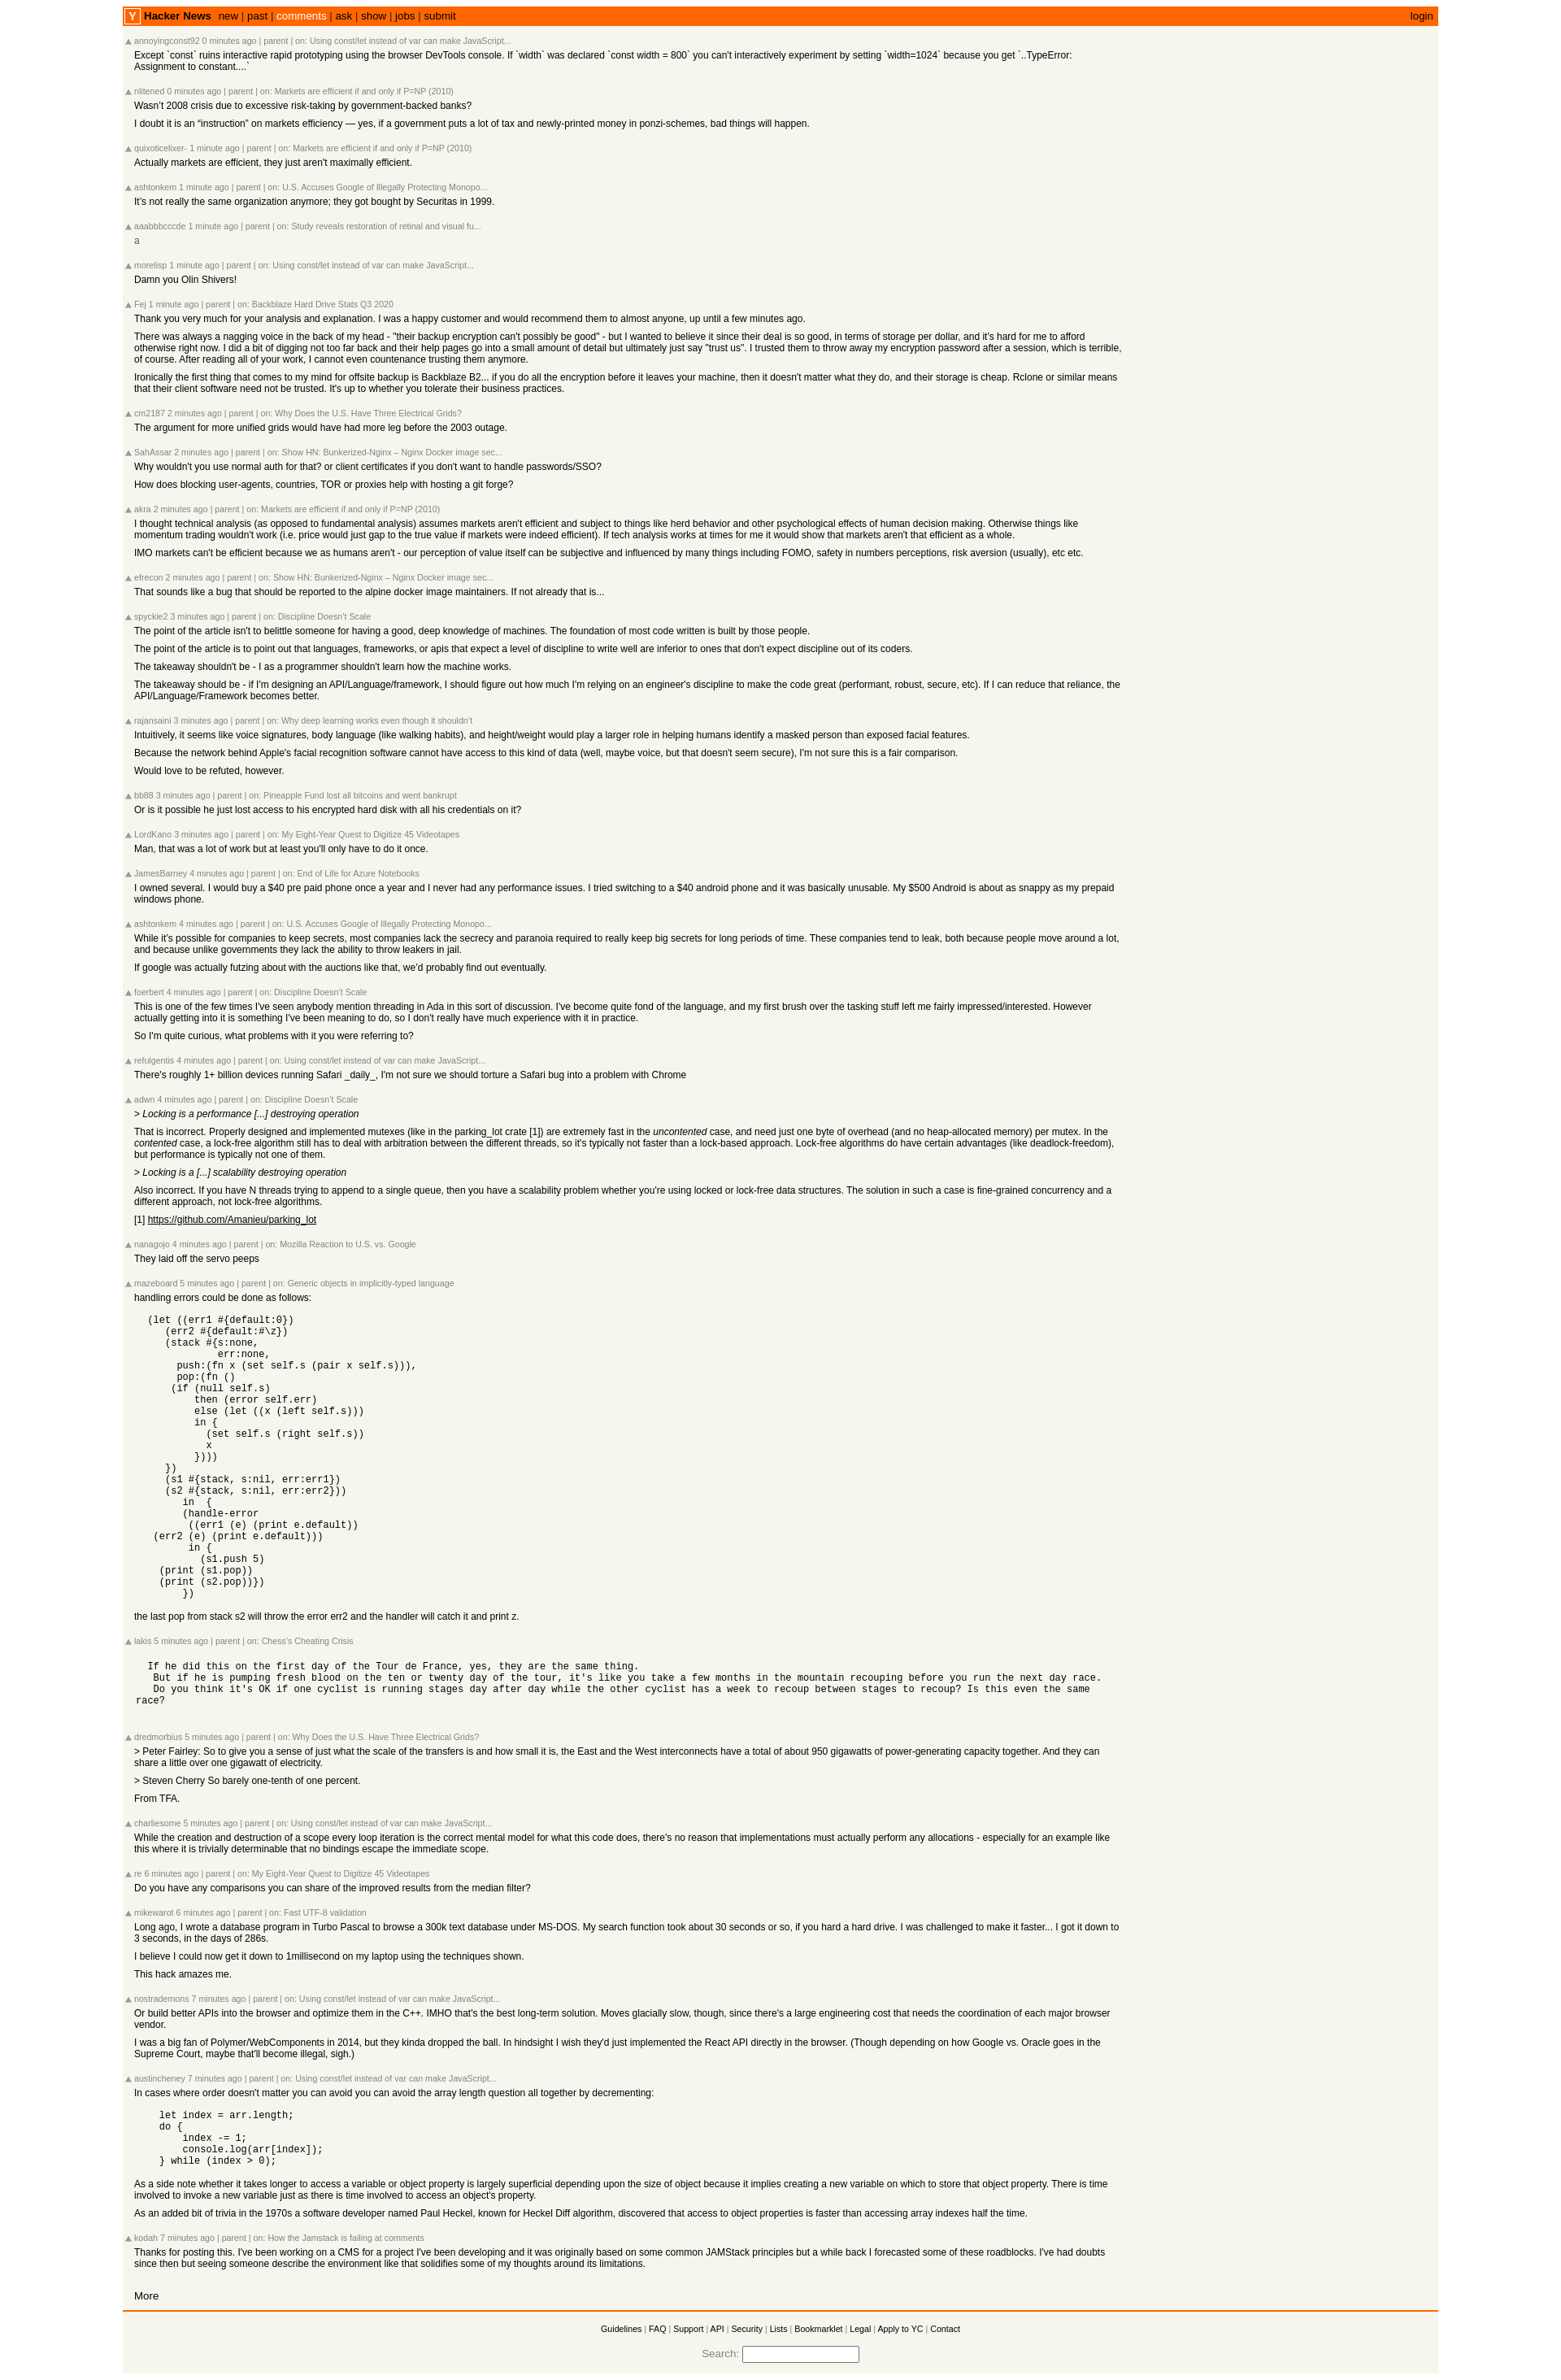 Y Hacker News new | past | comments | ask | show | jobs | submit login
annoyingconst92 0 minutes ago | parent | on: Using const/let instead of var can make JavaScript...
Except `const` ruins interactive rapid prototyping using the browser DevTools console. If `width` was declared `const width = 800` you can't interactively experiment by setting `width=1024` because you get `..TypeError:
Assignment to constant....`
nlitened 0 minutes ago | parent | on: Markets are efficient if and only if P=NP (2010)
Wasn’t 2008 crisis due to excessive risk-taking by government-backed banks?
I doubt it is an “instruction” on markets efficiency — yes, if a government puts a lot of tax and newly-printed money in ponzi-schemes, bad things will happen.
quixoticelixer- 1 minute ago | parent | on: Markets are efficient if and only if P=NP (2010)
Actually markets are efficient, they just aren't maximally efficient.
ashtonkem 1 minute ago | parent | on: U.S. Accuses Google of Illegally Protecting Monopo...
It’s not really the same organization anymore; they got bought by Securitas in 1999.
aaabbbcccde 1 minute ago | parent | on: Study reveals restoration of retinal and visual fu...
a
morelisp 1 minute ago | parent | on: Using const/let instead of var can make JavaScript...
Damn you Olin Shivers!
Fej 1 minute ago | parent | on: Backblaze Hard Drive Stats Q3 2020
Thank you very much for your analysis and explanation. I was a happy customer and would recommend them to almost anyone, up until a few minutes ago.
There was always a nagging voice in the back of my head - "their backup encryption can't possibly be good" - but I wanted to believe it since their deal is so good, in terms of storage per dollar, and it's hard for me to afford
otherwise right now. I did a bit of digging not too far back and their help pages go into a small amount of detail but ultimately just say "trust us". I trusted them to throw away my encryption password after a session, which is terrible,
of course. After reading all of your work, I cannot even countenance trusting them anymore.
Ironically the first thing that comes to my mind for offsite backup is Backblaze B2... if you do all the encryption before it leaves your machine, then it doesn't matter what they do, and their storage is cheap. Rclone or similar means
that their client software need not be trusted. It's up to whether you tolerate their business practices.
cm2187 2 minutes ago | parent | on: Why Does the U.S. Have Three Electrical Grids?
The argument for more unified grids would have had more leg before the 2003 outage.
SahAssar 2 minutes ago | parent | on: Show HN: Bunkerized-Nginx – Nginx Docker image sec...
Why wouldn't you use normal auth for that? or client certificates if you don't want to handle passwords/SSO?
How does blocking user-agents, countries, TOR or proxies help with hosting a git forge?
akra 2 minutes ago | parent | on: Markets are efficient if and only if P=NP (2010)
I thought technical analysis (as opposed to fundamental analysis) assumes markets aren't efficient and subject to things like herd behavior and other psychological effects of human decision making. Otherwise things like
momentum trading wouldn't work (i.e. price would just gap to the true value if markets were indeed efficient). If tech analysis works at times for me it would show that markets aren't that efficient as a whole.
IMO markets can't be efficient because we as humans aren't - our perception of value itself can be subjective and influenced by many things including FOMO, safety in numbers perceptions, risk aversion (usually), etc etc.
efrecon 2 minutes ago | parent | on: Show HN: Bunkerized-Nginx – Nginx Docker image sec...
That sounds like a bug that should be reported to the alpine docker image maintainers. If not already that is...
spyckie2 3 minutes ago | parent | on: Discipline Doesn't Scale
The point of the article isn't to belittle someone for having a good, deep knowledge of machines. The foundation of most code written is built by those people.
The point of the article is to point out that languages, frameworks, or apis that expect a level of discipline to write well are inferior to ones that don't expect discipline out of its coders.
The takeaway shouldn't be - I as a programmer shouldn't learn how the machine works.
The takeaway should be - if I'm designing an API/Language/framework, I should figure out how much I'm relying on an engineer's discipline to make the code great (performant, robust, secure, etc). If I can reduce that reliance, the
API/Language/Framework becomes better.
rajansaini 3 minutes ago | parent | on: Why deep learning works even though it shouldn’t
Intuitively, it seems like voice signatures, body language (like walking habits), and height/weight would play a larger role in helping humans identify a masked person than exposed facial features.
Because the network behind Apple's facial recognition software cannot have access to this kind of data (well, maybe voice, but that doesn't seem secure), I'm not sure this is a fair comparison.
Would love to be refuted, however.
bb88 3 minutes ago | parent | on: Pineapple Fund lost all bitcoins and went bankrupt
Or is it possible he just lost access to his encrypted hard disk with all his credentials on it?
LordKano 3 minutes ago | parent | on: My Eight-Year Quest to Digitize 45 Videotapes
Man, that was a lot of work but at least you'll only have to do it once.
JamesBarney 4 minutes ago | parent | on: End of Life for Azure Notebooks
I owned several. I would buy a $40 pre paid phone once a year and I never had any performance issues. I tried switching to a $40 android phone and it was basically unusable. My $500 Android is about as snappy as my prepaid
windows phone.
ashtonkem 4 minutes ago | parent | on: U.S. Accuses Google of Illegally Protecting Monopo...
While it’s possible for companies to keep secrets, most companies lack the secrecy and paranoia required to really keep big secrets for long periods of time. These companies tend to leak, both because people move around a lot,
and because unlike governments they lack the ability to throw leakers in jail.
If google was actually futzing about with the auctions like that, we’d probably find out eventually.
foerbert 4 minutes ago | parent | on: Discipline Doesn't Scale
This is one of the few times I've seen anybody mention threading in Ada in this sort of discussion. I've become quite fond of the language, and my first brush over the tasking stuff left me fairly impressed/interested. However
actually getting into it is something I've been meaning to do, so I don't really have much experience with it in practice.
So I'm quite curious, what problems with it you were referring to?
refulgentis 4 minutes ago | parent | on: Using const/let instead of var can make JavaScript...
There's roughly 1+ billion devices running Safari _daily_, I'm not sure we should torture a Safari bug into a problem with Chrome
adwn 4 minutes ago | parent | on: Discipline Doesn't Scale
> Locking is a performance [...] destroying operation
That is incorrect. Properly designed and implemented mutexes (like in the parking_lot crate [1]) are extremely fast in the uncontented case, and need just one byte of overhead (and no heap-allocated memory) per mutex. In the
contented case, a lock-free algorithm still has to deal with arbitration between the different threads, so it's typically not faster than a lock-based approach. Lock-free algorithms do have certain advantages (like deadlock-freedom),
but performance is typically not one of them.
> Locking is a [...] scalability destroying operation
Also incorrect. If you have N threads trying to append to a single queue, then you have a scalability problem whether you're using locked or lock-free data structures. The solution in such a case is fine-grained concurrency and a
different approach, not lock-free algorithms.
[1] https://github.com/Amanieu/parking_lot
nanagojo 4 minutes ago | parent | on: Mozilla Reaction to U.S. vs. Google
They laid off the servo peeps
mazeboard 5 minutes ago | parent | on: Generic objects in implicitly-typed language
handling errors could be done as follows:
(let ((err1 #{default:0})
(err2 #{default:#\z})
(stack #{s:none,
err:none,
push:(fn x (set self.s (pair x self.s))),
pop:(fn ()
(if (null self.s)
then (error self.err)
else (let ((x (left self.s)))
in {
(set self.s (right self.s))
x
}))))
})
(s1 #{stack, s:nil, err:err1})
(s2 #{stack, s:nil, err:err2}))
in {
(handle-error
((err1 (e) (print e.default))
(err2 (e) (print e.default)))
in {
(s1.push 5)
(print (s1.pop))
(print (s2.pop))})
})
the last pop from stack s2 will throw the error err2 and the handler will catch it and print z.
lakis 5 minutes ago | parent | on: Chess’s Cheating Crisis
If he did this on the first day of the Tour de France, yes, they are the same thing.
But if he is pumping fresh blood on the ten or twenty day of the tour, it's like you take a few months in the mountain recouping before you run the next day race.
Do you think it's OK if one cyclist is running stages day after day while the other cyclist has a week to recoup between stages to recoup? Is this even the same
race?
dredmorbius 5 minutes ago | parent | on: Why Does the U.S. Have Three Electrical Grids?
> Peter Fairley: So to give you a sense of just what the scale of the transfers is and how small it is, the East and the West interconnects have a total of about 950 gigawatts of power-generating capacity together. And they can
share a little over one gigawatt of electricity.
> Steven Cherry So barely one-tenth of one percent.
From TFA.
charliesome 5 minutes ago | parent | on: Using const/let instead of var can make JavaScript...
While the creation and destruction of a scope every loop iteration is the correct mental model for what this code does, there's no reason that implementations must actually perform any allocations - especially for an example like
this where it is trivially determinable that no bindings escape the immediate scope.
re 6 minutes ago | parent | on: My Eight-Year Quest to Digitize 45 Videotapes
Do you have any comparisons you can share of the improved results from the median filter?
mikewarot 6 minutes ago | parent | on: Fast UTF-8 validation
Long ago, I wrote a database program in Turbo Pascal to browse a 300k text database under MS-DOS. My search function took about 30 seconds or so, if you hard a hard drive. I was challenged to make it faster... I got it down to
3 seconds, in the days of 286s.
I believe I could now get it down to 1millisecond on my laptop using the techniques shown.
This hack amazes me.
nostrademons 7 minutes ago | parent | on: Using const/let instead of var can make JavaScript...
Or build better APIs into the browser and optimize them in the C++. IMHO that's the best long-term solution. Moves glacially slow, though, since there's a large engineering cost that needs the coordination of each major browser
vendor.
I was a big fan of Polymer/WebComponents in 2014, but they kinda dropped the ball. In hindsight I wish they'd just implemented the React API directly in the browser. (Though depending on how Google vs. Oracle goes in the
Supreme Court, maybe that'll become illegal, sigh.)
austincheney 7 minutes ago | parent | on: Using const/let instead of var can make JavaScript...
In cases where order doesn't matter you can avoid you can avoid the array length question all together by decrementing:
let index = arr.length;
do {
index -= 1;
console.log(arr[index]);
} while (index > 0);
As a side note whether it takes longer to access a variable or object property is largely superficial depending upon the size of object because it implies creating a new variable on which to store that object property. There is time
involved to invoke a new variable just as there is time involved to access an object's property.
As an added bit of trivia in the 1970s a software developer named Paul Heckel, known for Heckel Diff algorithm, discovered that access to object properties is faster than accessing array indexes half the time.
kodah 7 minutes ago | parent | on: How the Jamstack is failing at comments
Thanks for posting this. I've been working on a CMS for a project I've been developing and it was originally based on some common JAMStack principles but a while back I forecasted some of these roadblocks. I've had doubts
since then but seeing someone describe the environment like that solidifies some of my thoughts around its limitations.
More
Guidelines | FAQ | Support | API | Security | Lists | Bookmarklet | Legal | Apply to YC | Contact
Search: